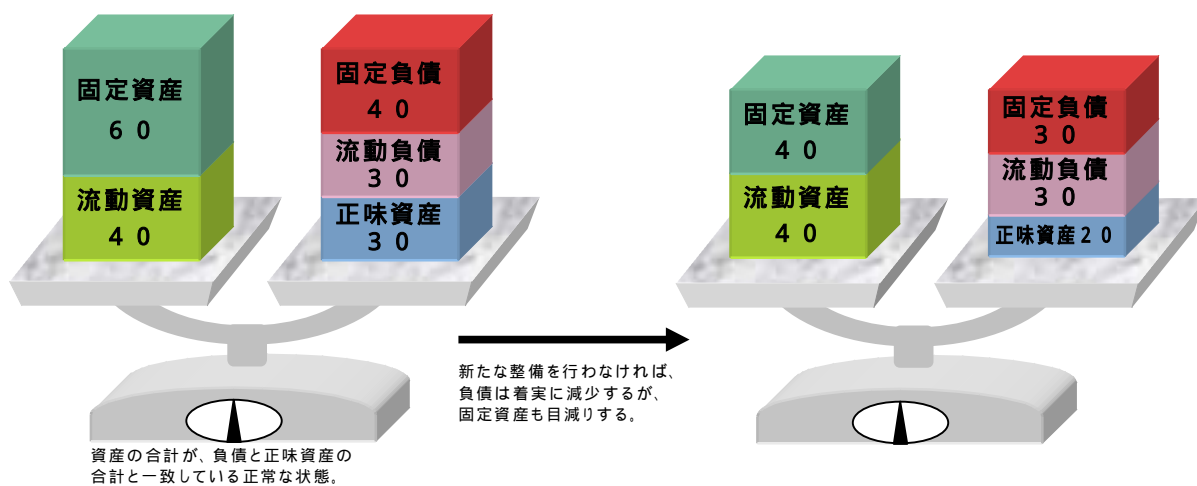 固定資産
６０
流動資産
４０
固定負債
４０
流動負債
３０
正味資産
３０
資産の合計が、負債と正味資産の
合計と一致している正常な状態。
新たな整備を行わなければ、
負債は着実に減少するが、
固定資産も目減りする。
固定資産
４０
流動資産
４０
固定負債
３０
流動負債
３０
正味資産２０